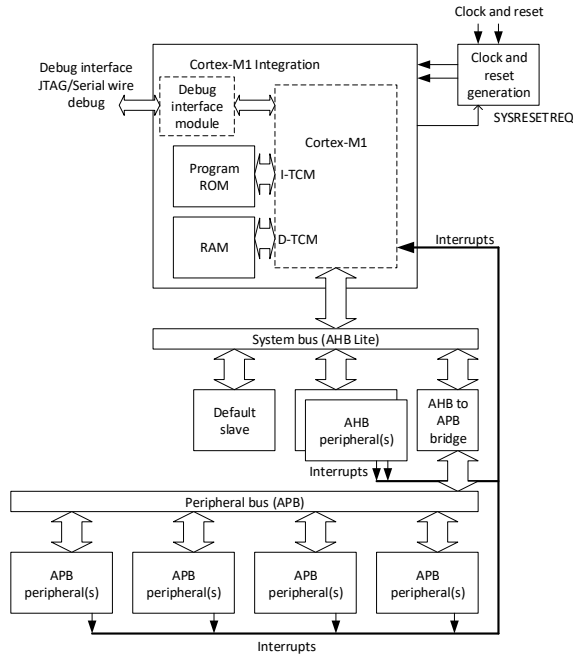 Clock and reset
Cortex-M1 Integration
Clock and
reset
generation
Debug interface
JTAG/Serial wire
debug
Debug
interface
module
SYSRESETREQ
Cortex-M1
Program
ROM
I-TCM
RAM
D-TCM
Interrupts
System bus (AHB Lite)
Default
slave
AHB
peripheral(s)
AHB to
APB
bridge
Interrupts
Peripheral bus (APB)
APB
peripheral(s)
APB
peripheral(s)
APB
peripheral(s)
APB
peripheral(s)
Interrupts